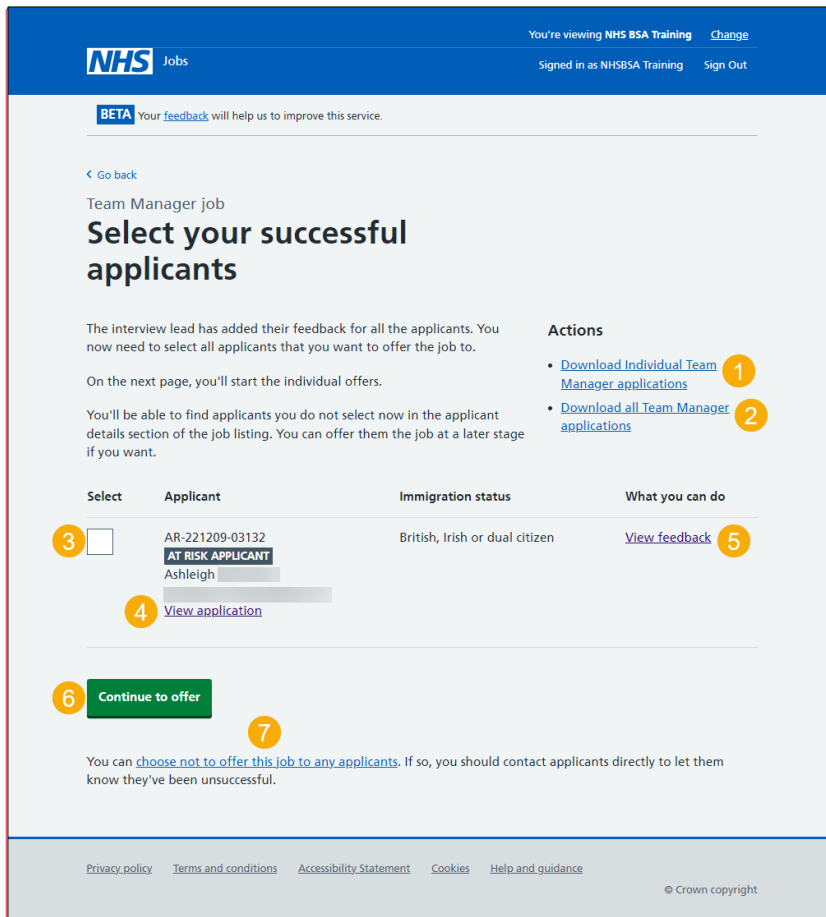 You're viewing NHS BSA Training Change
NHS Jobs
Signed in as NHSBSA Training Sign Out
BETA Your feedback will help us to improve this service.
Go back
Team Manager job
Select your successful
applicants
The interview lead has added their feedback for all the applicants. You
now need to select all applicants that you want to offer the job to.
On the next page, you'll start the individual offers.
You'll be able to find applicants you do not select now in the applicant
details section of the job listing. You can offer them the job at a later stage
if you want.
Actions
• Download Individual Team
Manager applications
1
• Download all Team Manager
applications
2
Select Applicant Immigration status What you can do
3 AR-221209-03132 British, Irish or dual citizen View feedback 5
AT RISK APPLICANT
Ashleigh
4 View application
6 Continue to offer
7
You can choose not to offer this job to any applicants. If so, you should contact applicants directly to let them
know they've been unsuccessful.
Privacy policy Terms and conditions Accessibility Statement Cookies Help and guidance
© Crown copyright